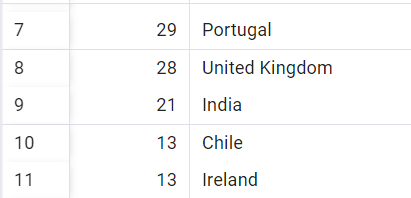 7 29 Portugal
8 28 United Kingdom
9 21 India
10 13 Chile
11 13 Ireland